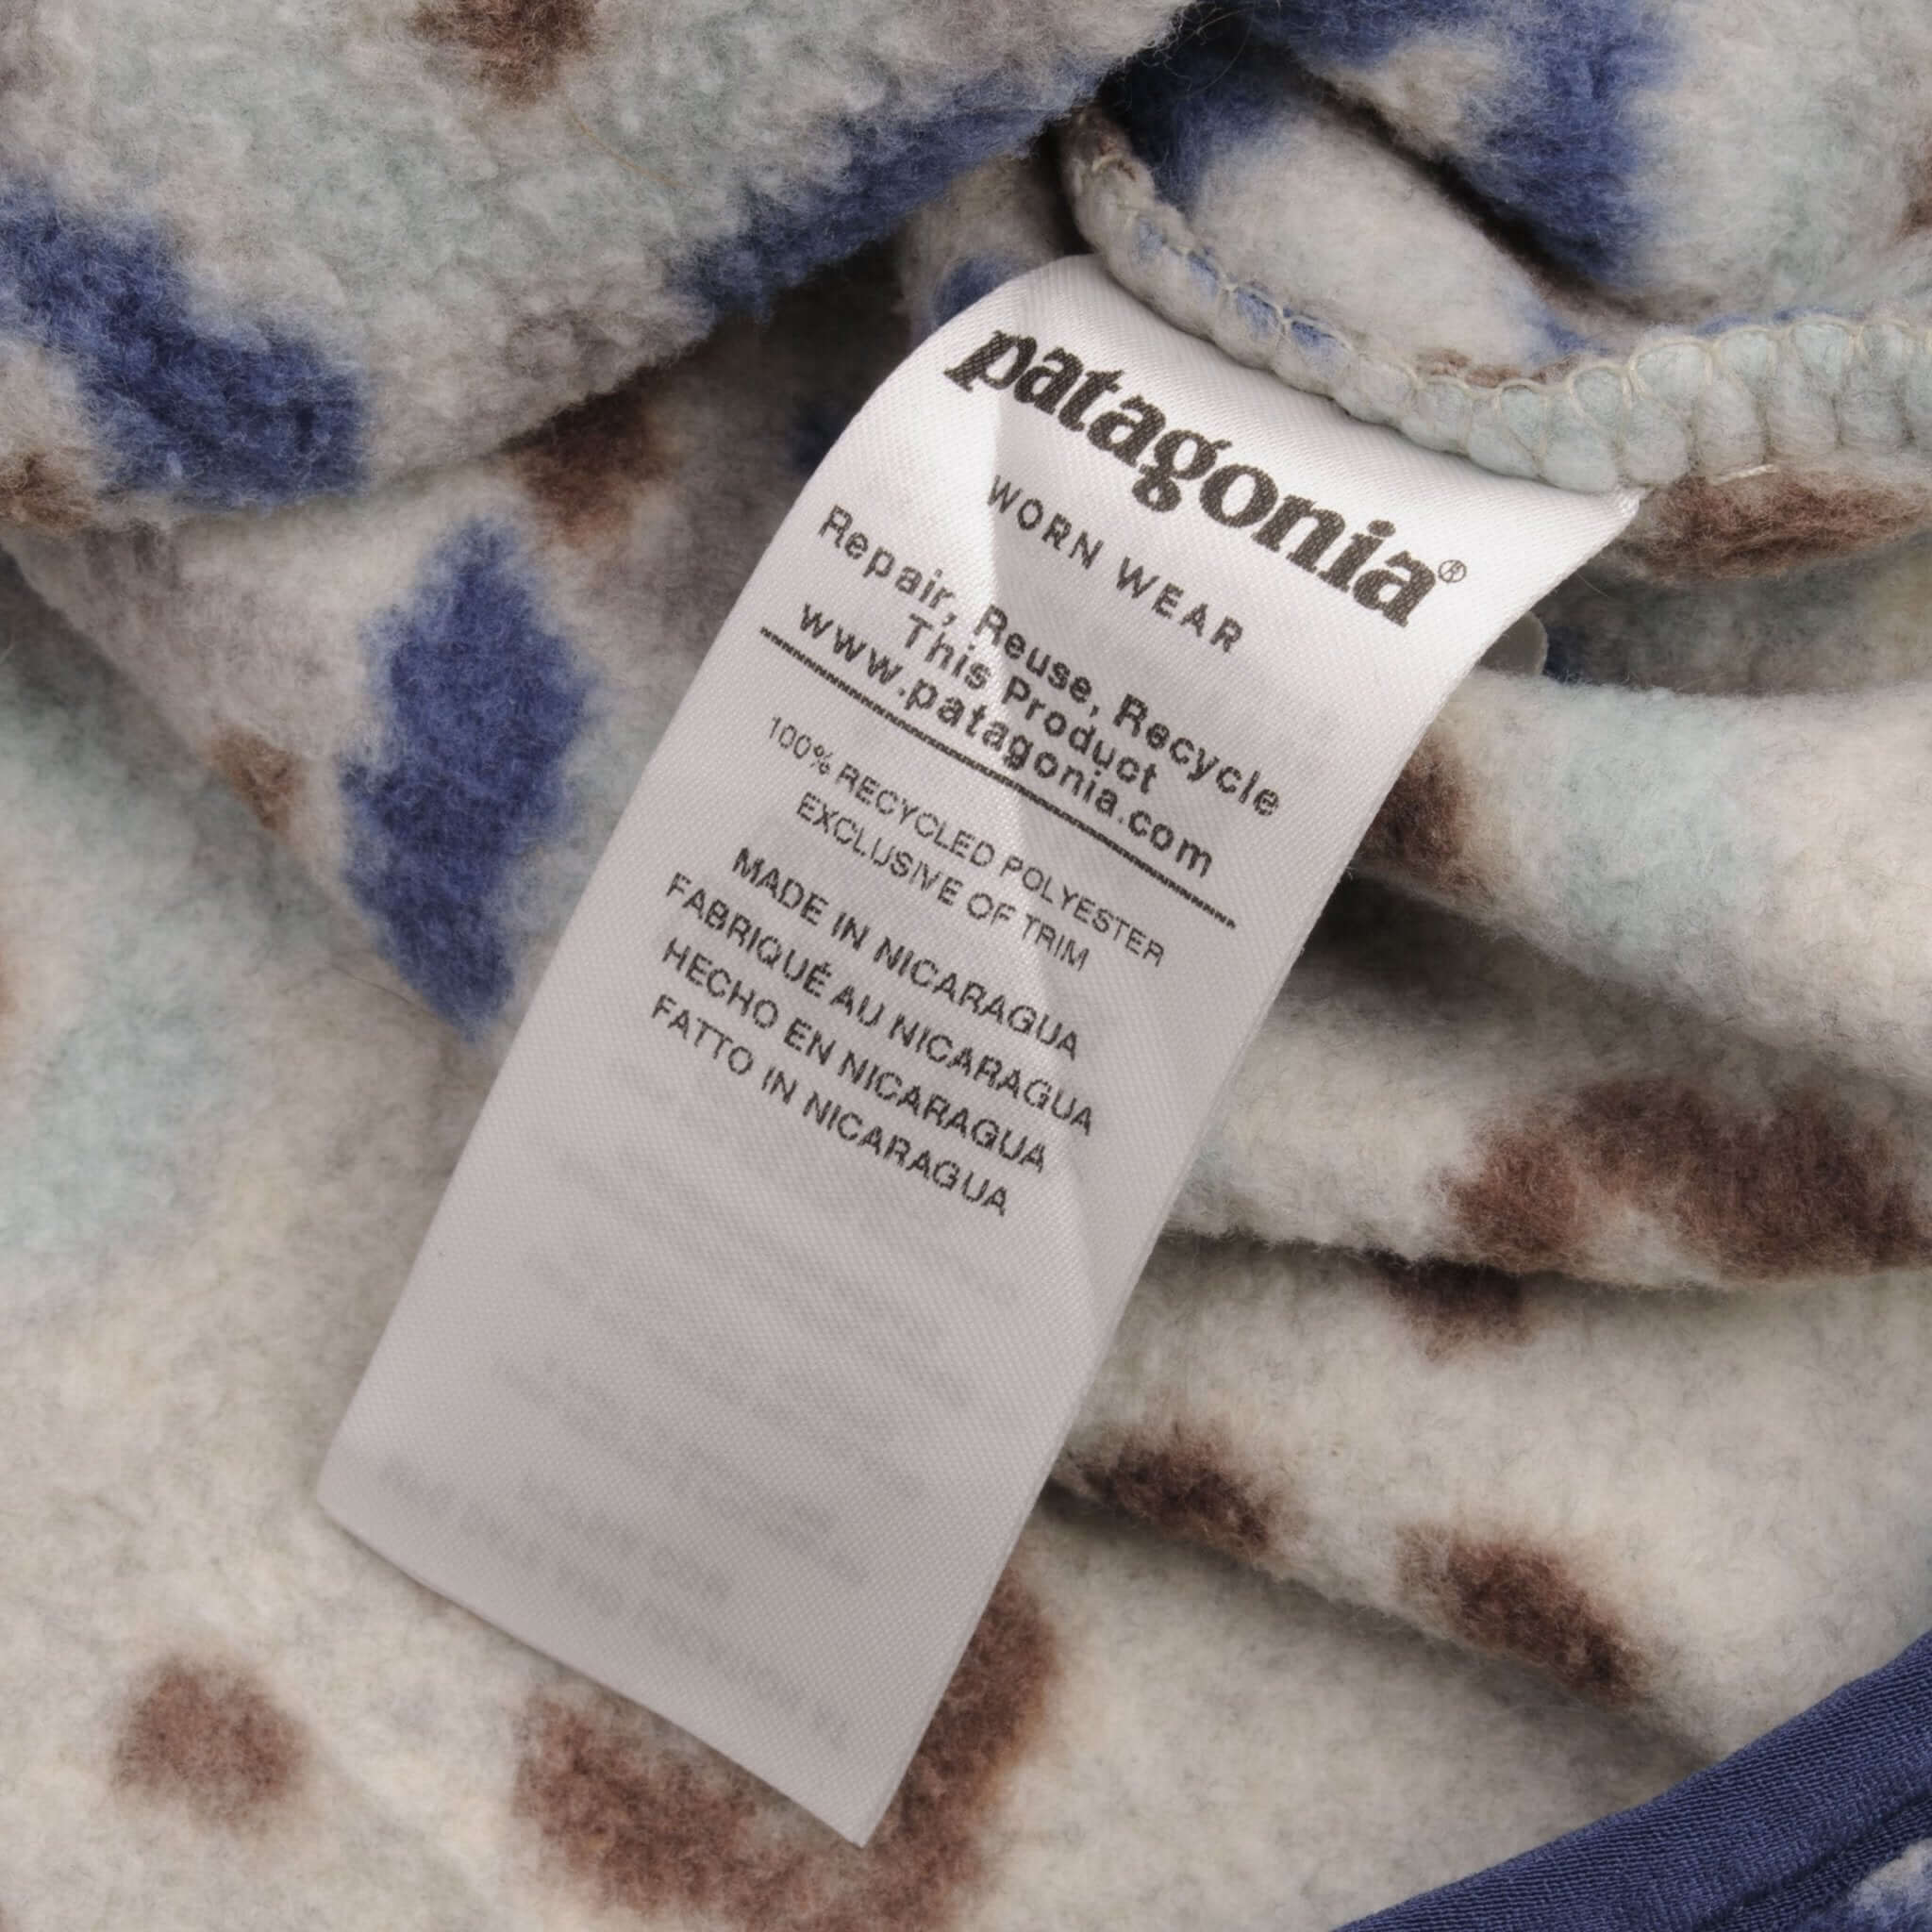 patagonia®
WORN WEAR
Repair, Reuse, Recycle
This Product
www.patagonia.com
100% RECYCLED POLYESTER
EXCLUSIVE OF TRIM
MADE IN NICARAGUA
FABRIQUÉ AU NICARAGUA
HECHO EN NICARAGUA
FATTO IN NICARAGUA